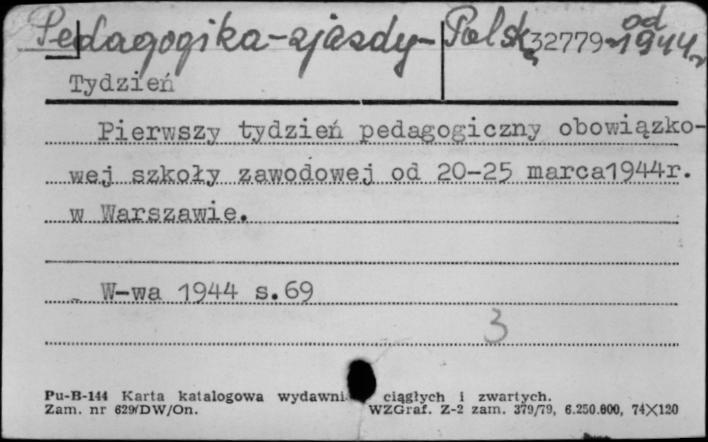 Pedagogika-zjazdy-Polska od 1944 r.
32779
Tydzień
Pierwszy tydzień pedagogiczny obowiązko-
wej szkoły zawodowej od 20-25 marca1944r.
w Warszawie.
W-wa 1944 s.69
3
Pu-B-144 Karta katalogowa wydawni ciągłych i zwartych.
Zam. nr 629/DW/On. WZGraf. Z-2 zam. 379/79, 6.250.000, 74×120